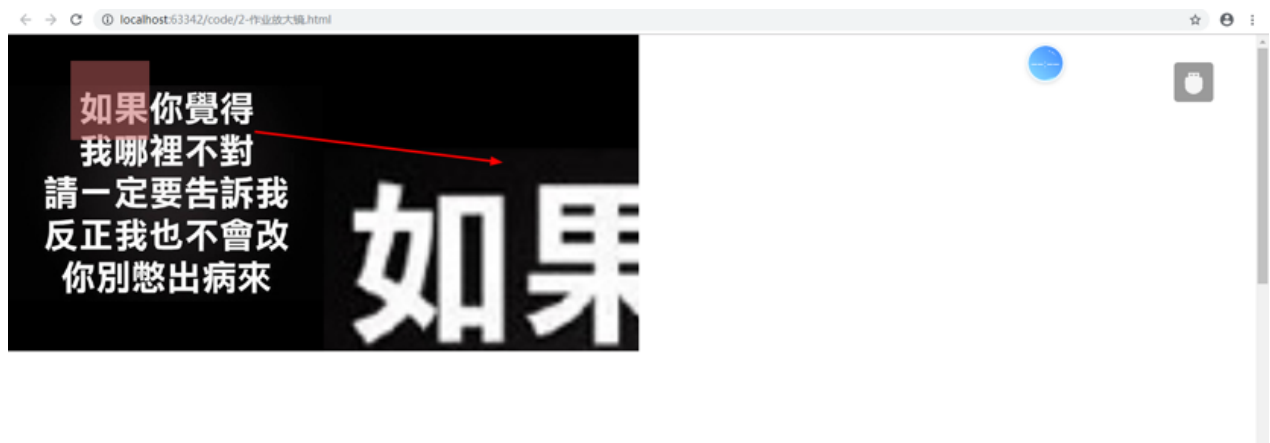 localhost:63342/code/2-作业放大镜.html
如果你覺得
我哪裡不對
請一定要告訴我
反正我也不會改
你別憋出病來
如果